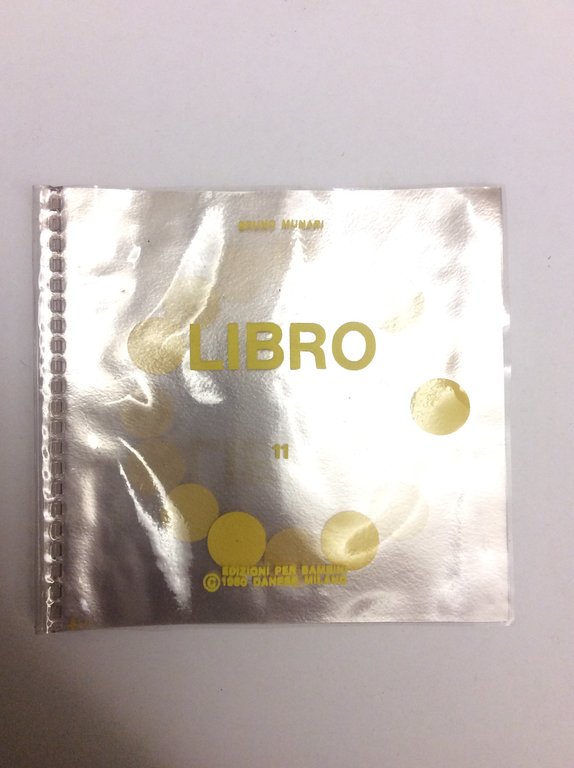 BRUNO MUNARI
LIBRO
11
EDIZIONI PER BAMBINI
© 1980 DANESE MILANO